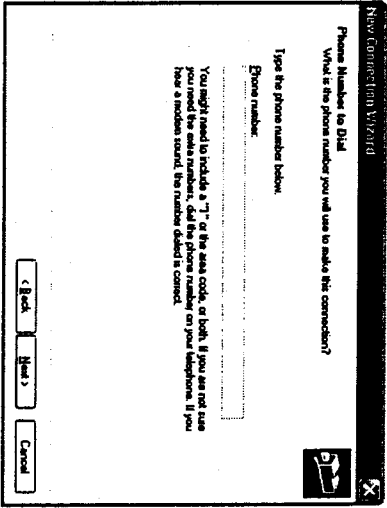 New Connection Wizard
Phone Number to Dial
What is the phone number you will use to make this connection?
Type the phone number below.
Phone number:
You might need to include a "1" or the area code, or both. If you are not sure
you need the extra numbers, dial the phone number on your telephone. If you
hear a modem sound, the number dialed is correct.
< Back
Next >
Cancel